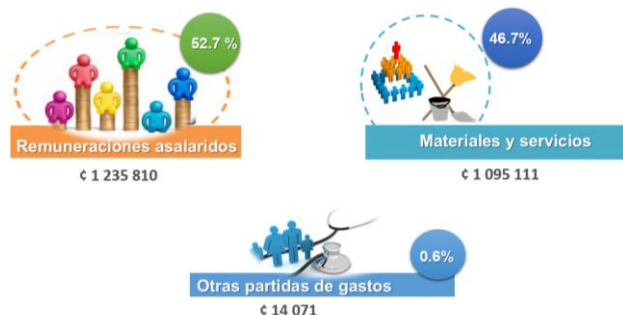 52.7 %
46.7%
Remuneraciones asalaridos
Materiales y servicios
¢ 1 235 810
¢ 1 095 111
0.6%
Otras partidas de gastos
¢ 14 071